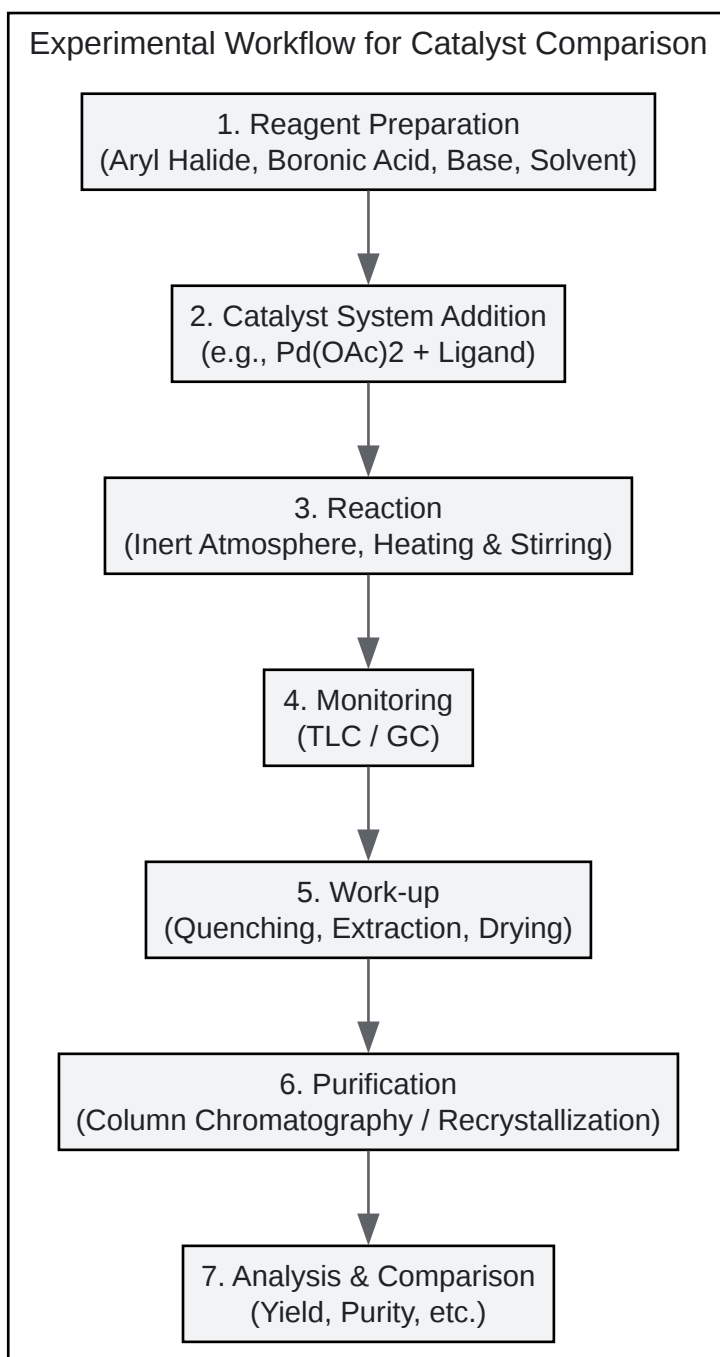 Experimental Workflow for Catalyst Comparison
1. Reagent Preparation
(Aryl Halide, Boronic Acid, Base, Solvent)
2. Catalyst System Addition
(e.g., Pd(OAc)2 + Ligand)
3. Reaction
(Inert Atmosphere, Heating & Stirring)
4. Monitoring
(TLC / GC)
5. Work-up
(Quenching, Extraction, Drying)
6. Purification
(Column Chromatography / Recrystallization)
7. Analysis & Comparison
(Yield, Purity, etc.)